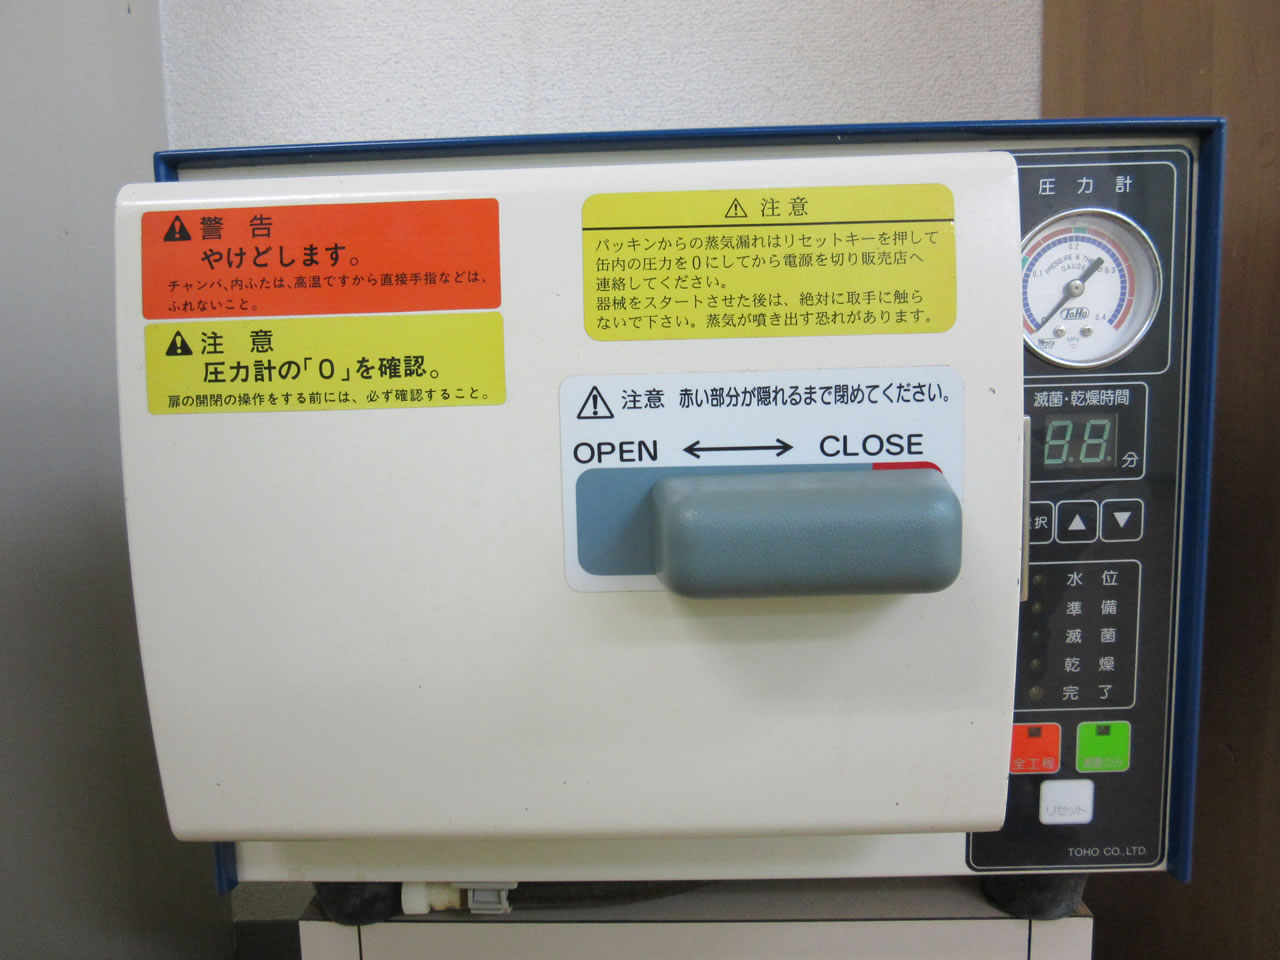 警告
やけどします。
チャンバ、内ふたは、高温ですから直接手指などは、
ふれないこと。
注意
圧力計の「0」を確認。
扉の開閉の操作をする前には、必ず確認すること。
注意
パッキンからの蒸気漏れはリセットキーを押して
缶内の圧力を0にしてから電源を切り販売店へ
連絡してください。
器械をスタートさせた後は、絶対に取手に触ら
ないで下さい。蒸気が噴き出す恐れがあります。
注意 赤い部分が隠れるまで閉めてください。
OPEN CLOSE
圧力計
0.1 0.2 0.3 0.4
PRESSURE &
GAUGE
ToHo
MPa
℃
滅菌・乾燥時間
8.8.
分
択
水位
準備
滅菌
乾燥
完了
全工程
リセット
TOHO CO.,LTD.